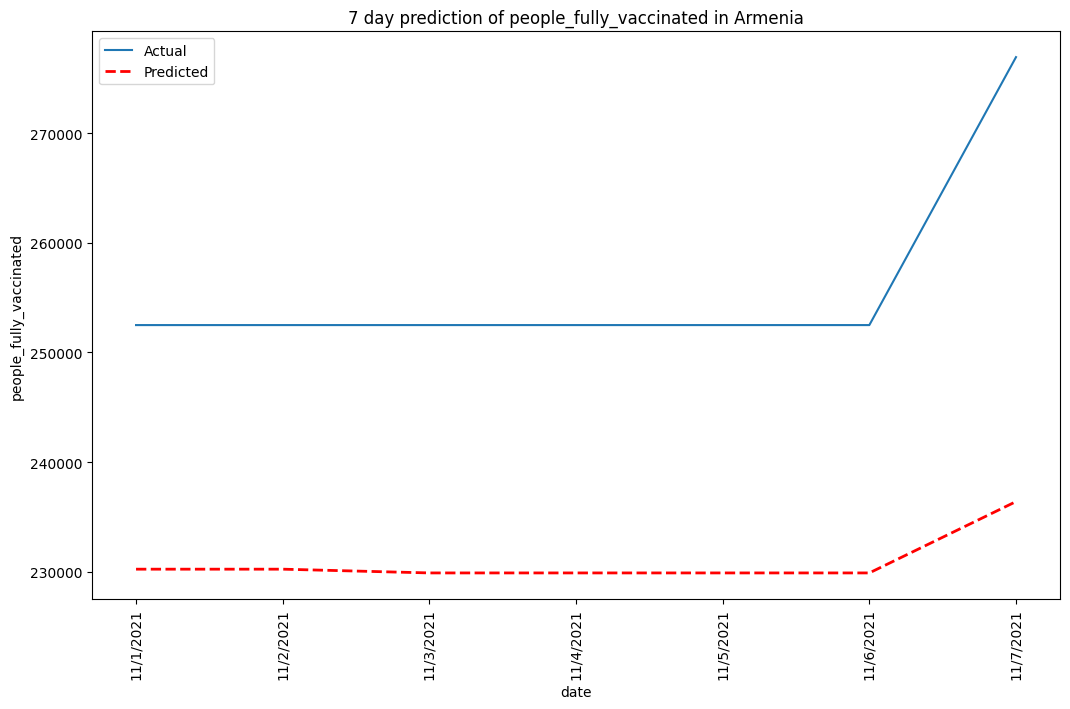 7 day prediction of people_fully_vaccinated in Armenia
Actual
Predicted
people_fully_vaccinated
270000
260000
250000
240000
230000
11/1/2021
11/2/2021
11/3/2021
11/4/2021
11/5/2021
11/6/2021
11/7/2021
date